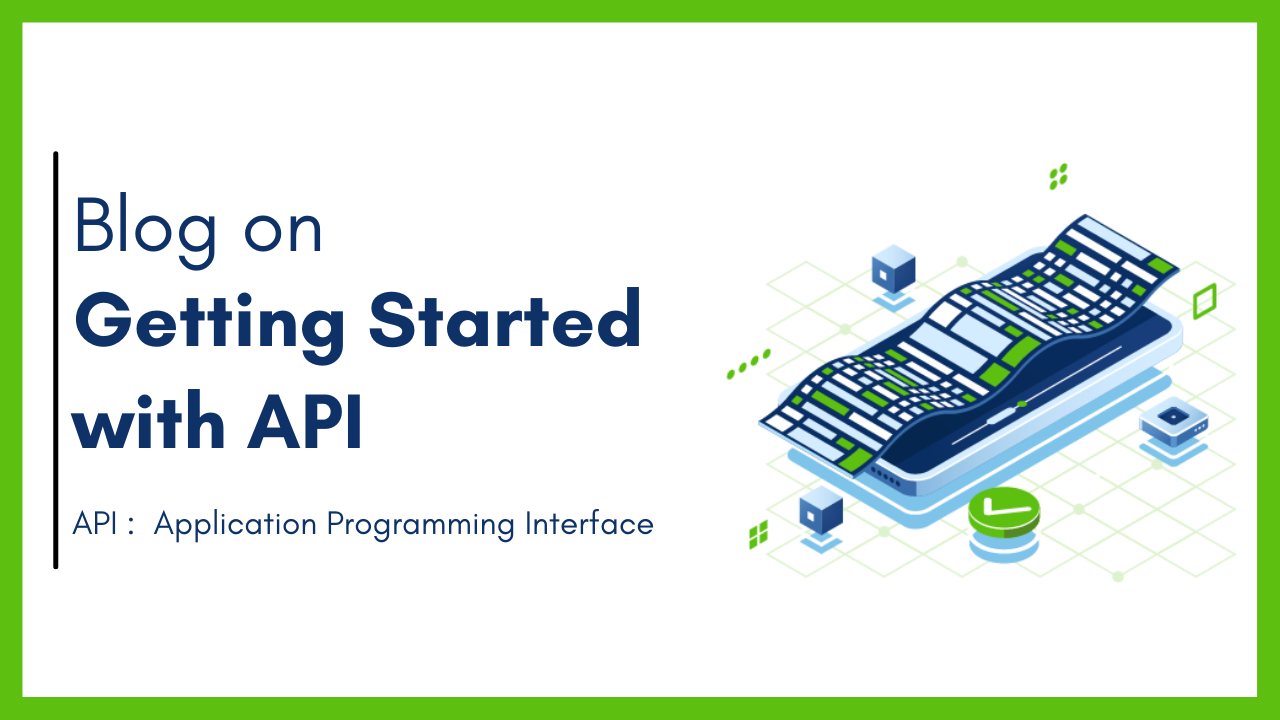 Blog on
Getting Started
with API
API : Application Programming Interface